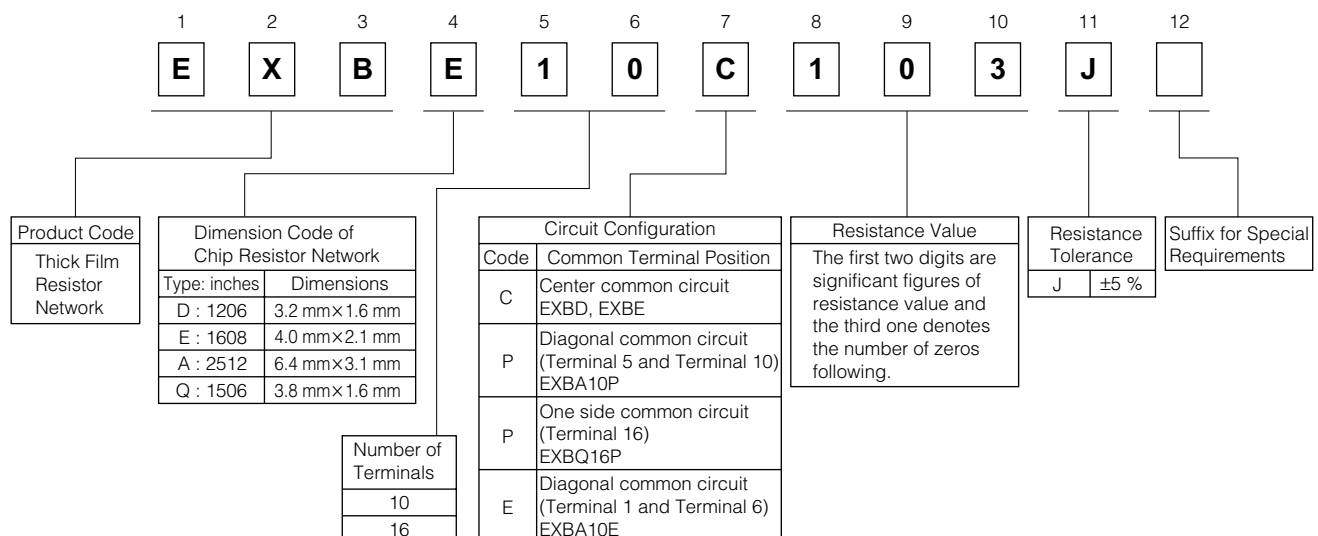 1 2 3 4 5 6 7 8 9 10 11 12
E X B E 1 0 C 1 0 3 J
Product Code
Thick Film
Resistor
Network
Dimension Code of
Chip Resistor Network
Type: inches Dimensions
D : 1206 3.2 mm×1.6 mm
E : 1608 4.0 mm×2.1 mm
A : 2512 6.4 mm×3.1 mm
Q : 1506 3.8 mm×1.6 mm
Number of
Terminals
10
16
Circuit Configuration
Code Common Terminal Position
C Center common circuit
EXBD, EXBE
P Diagonal common circuit
(Terminal 5 and Terminal 10)
EXBA10P
P One side common circuit
(Terminal 16)
EXBQ16P
E Diagonal common circuit
(Terminal 1 and Terminal 6)
EXBA10E
Resistance Value
The first two digits are
significant figures of
resistance value and
the third one denotes
the number of zeros
following.
Resistance
Tolerance
J ±5 %
Suffix for Special
Requirements